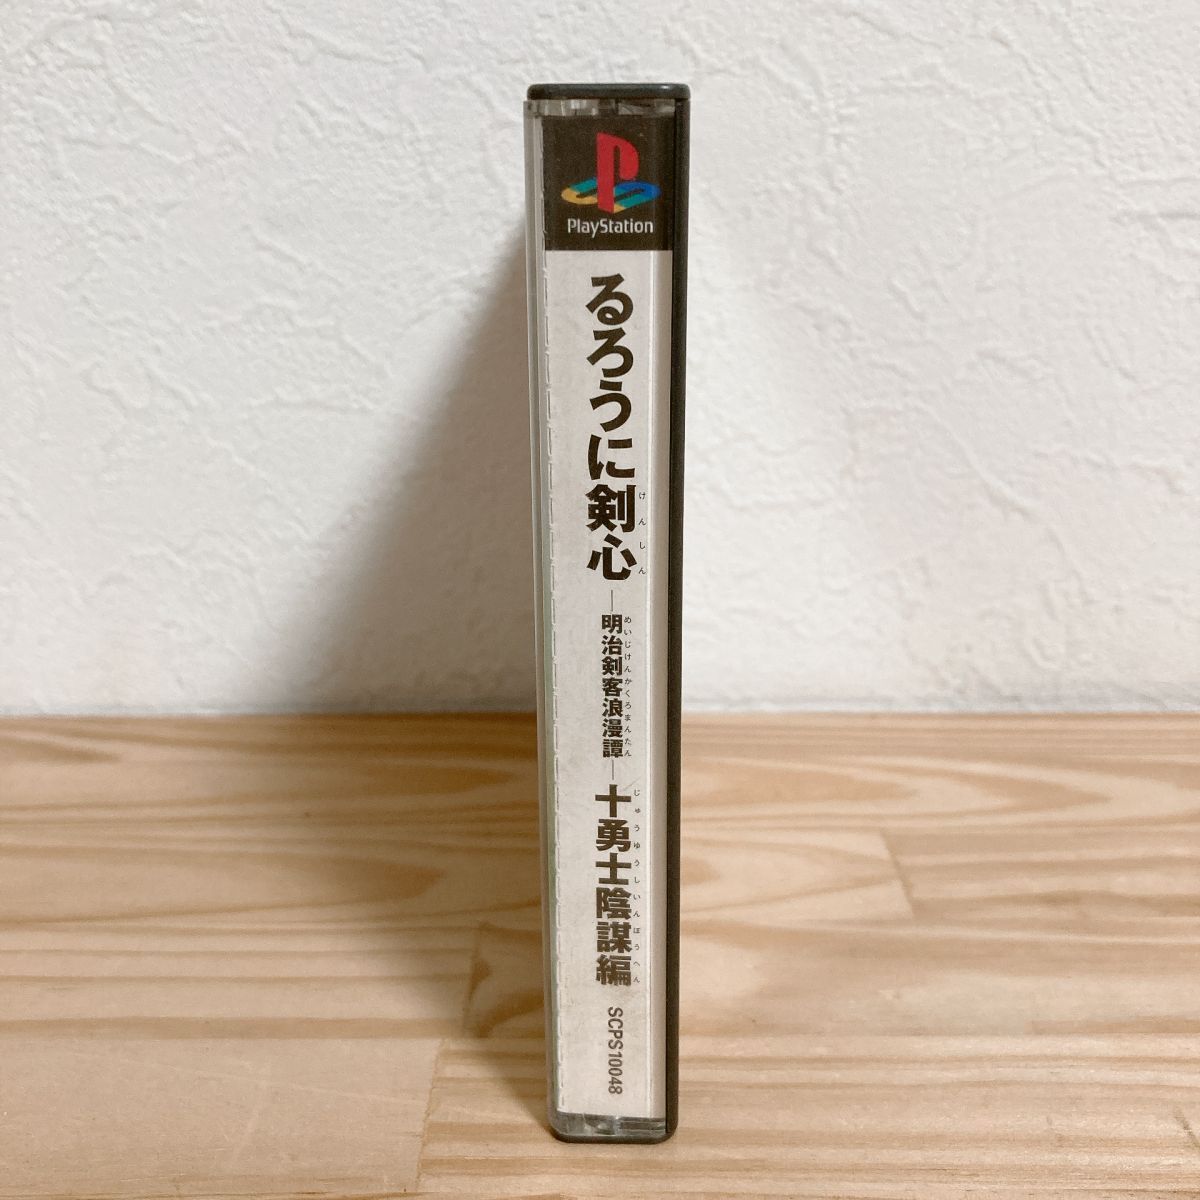 PlayStation
るろうに剣心
けんしん
―明治剣客浪漫譚―
めいじけんかくろまんたん
十勇士陰謀編
じゅうゆうしいんぼうへん
SCPS10048